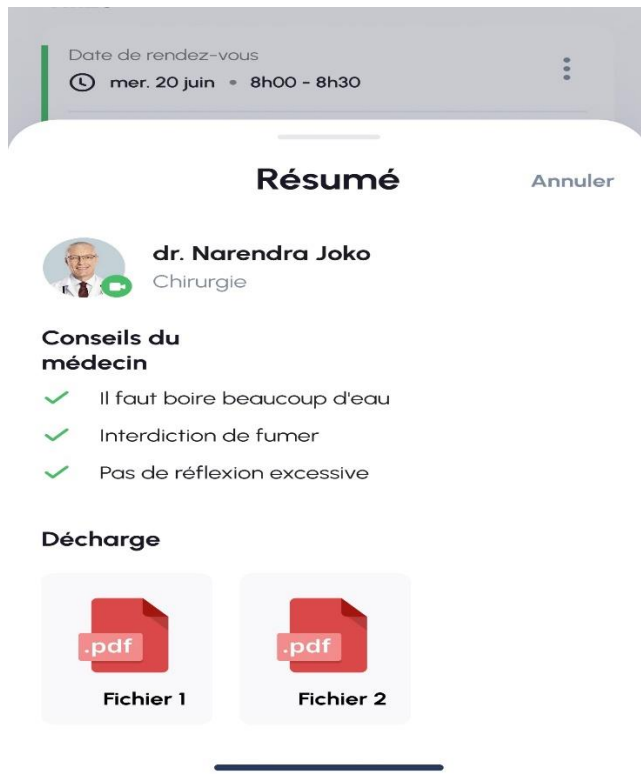 Date de rendez-vous
mer. 20 juin • 8h00 - 8h30
Résumé
Annuler
dr. Narendra Joko
Chirurgie
Conseils du
médecin
Il faut boire beaucoup d'eau
Interdiction de fumer
Pas de réflexion excessive
Décharge
.pdf
.pdf
Fichier 1
Fichier 2